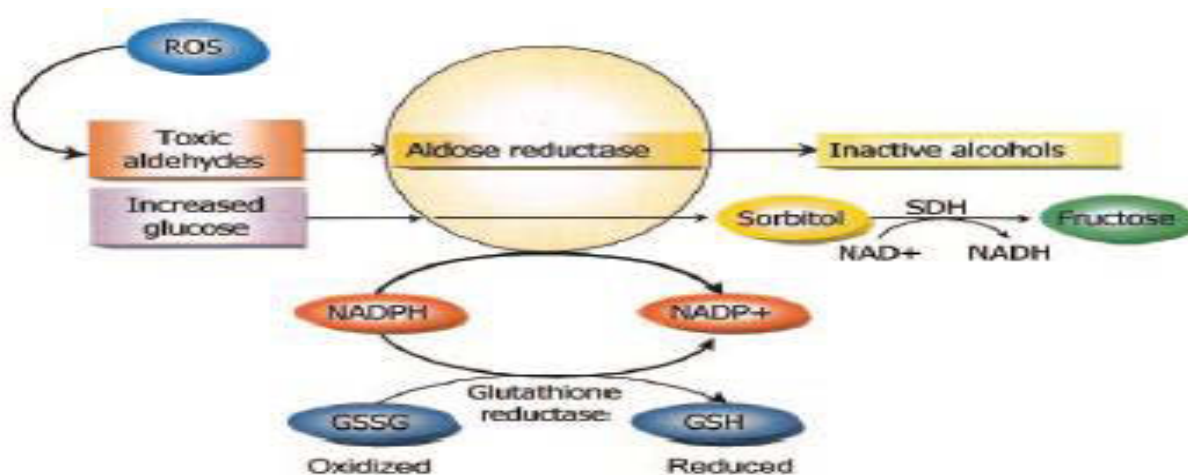 ROS
Toxic
aldehydes
Aldose reductase
Inactive alcohols
Increased
glucose
Sorbitol
SDH
Fructose
NAD+
NADH
NADPH
NADP+
Glutathione
reductase
GSSG
GSH
Oxidized
Reduced